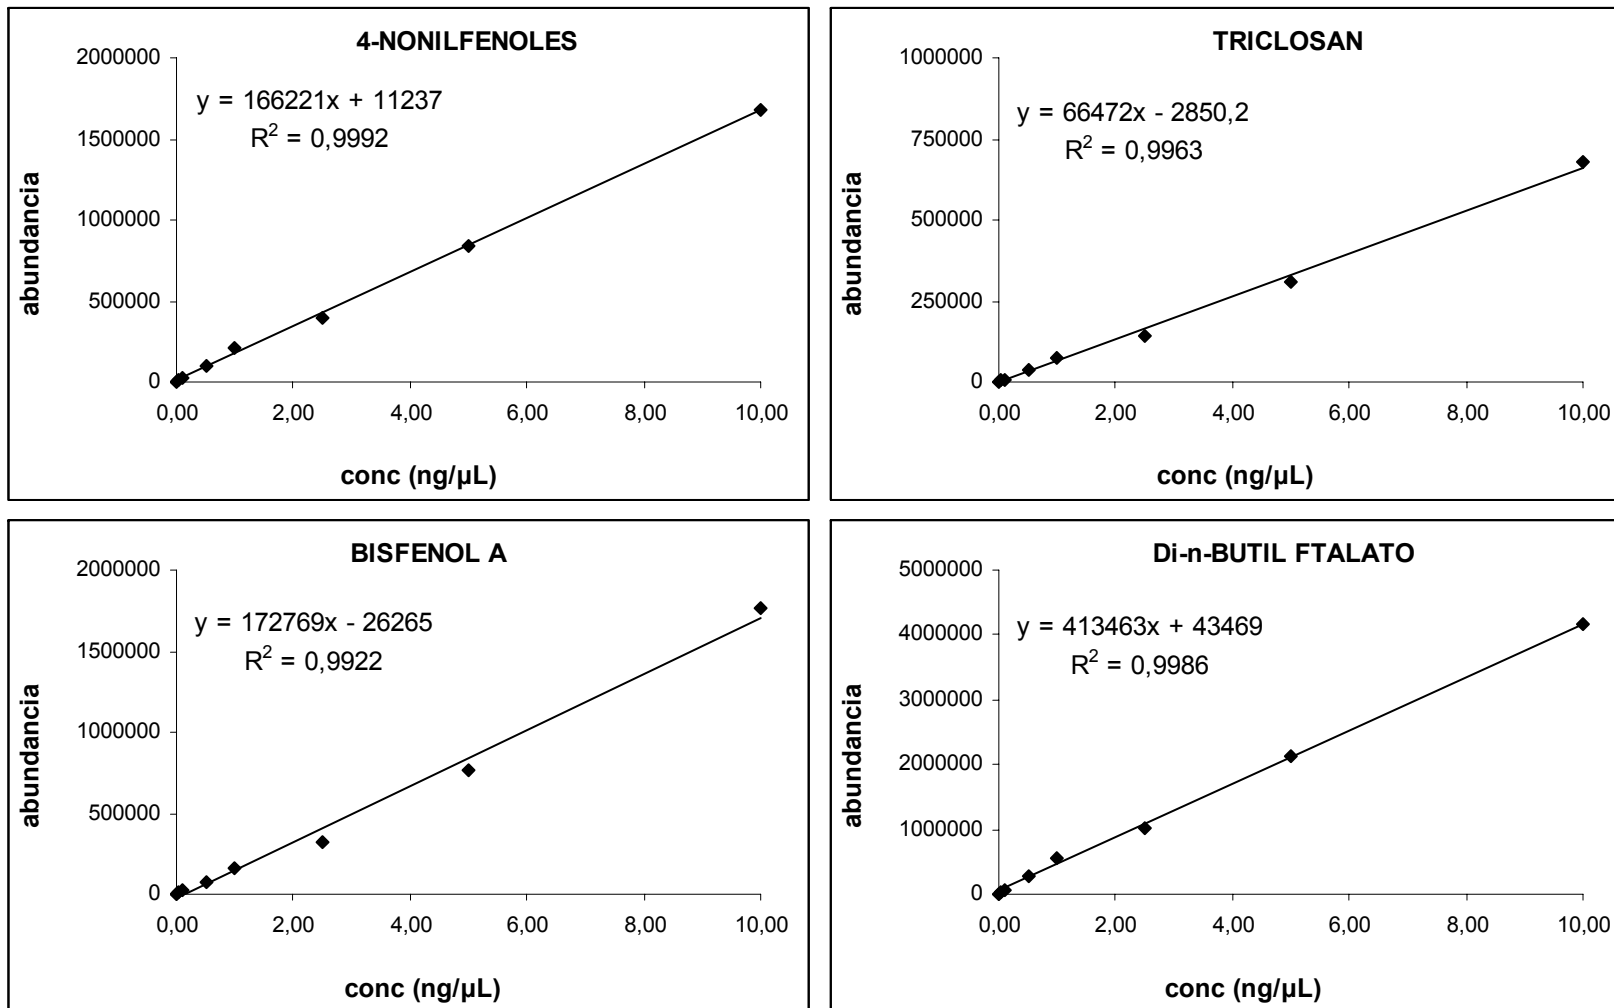 4-NONILFENOLES
y = 166221x + 11237
R² = 0,9992
abundancia
2000000
1500000
1000000
500000
0
0,00 2,00 4,00 6,00 8,00 10,00
conc (ng/µL)
TRICLOSAN
y = 66472x - 2850,2
R² = 0,9963
abundancia
1000000
750000
500000
250000
0
0,00 2,00 4,00 6,00 8,00 10,00
conc (ng/µL)
BISFENOL A
y = 172769x - 26265
R² = 0,9922
abundancia
2000000
1500000
1000000
500000
0
0,00 2,00 4,00 6,00 8,00 10,00
conc (ng/µL)
Di-n-BUTIL FTALATO
y = 413463x + 43469
R² = 0,9986
abundancia
5000000
4000000
3000000
2000000
1000000
0
0,00 2,00 4,00 6,00 8,00 10,00
conc (ng/µL)